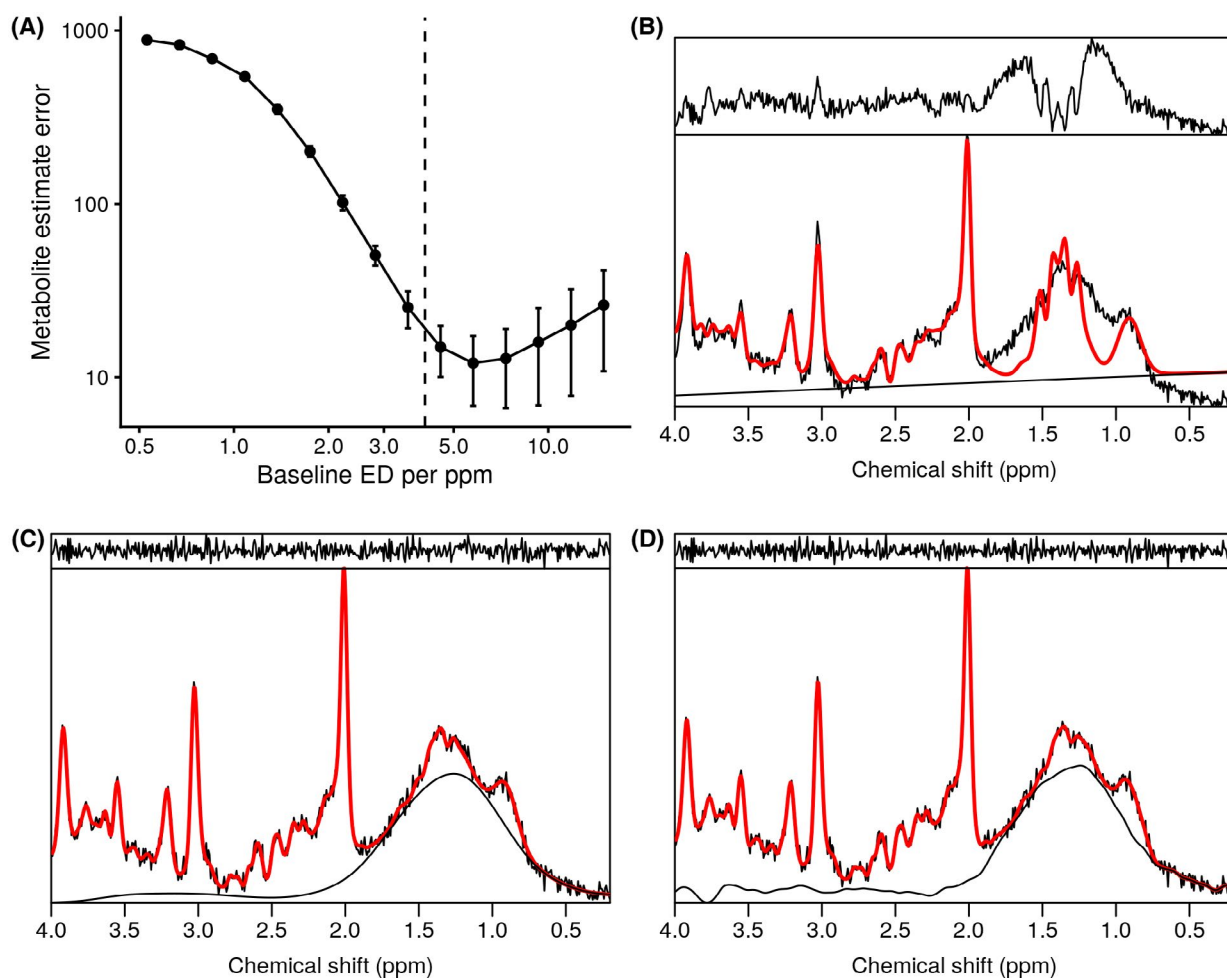 (A)
1000
100
10
Metabolite estimate error
0.5 1.0 2.0 3.0 5.0 10.0
Baseline ED per ppm
(B)
4.0 3.5 3.0 2.5 2.0 1.5 1.0 0.5
Chemical shift (ppm)
(C)
4.0 3.5 3.0 2.5 2.0 1.5 1.0 0.5
Chemical shift (ppm)
(D)
4.0 3.5 3.0 2.5 2.0 1.5 1.0 0.5
Chemical shift (ppm)